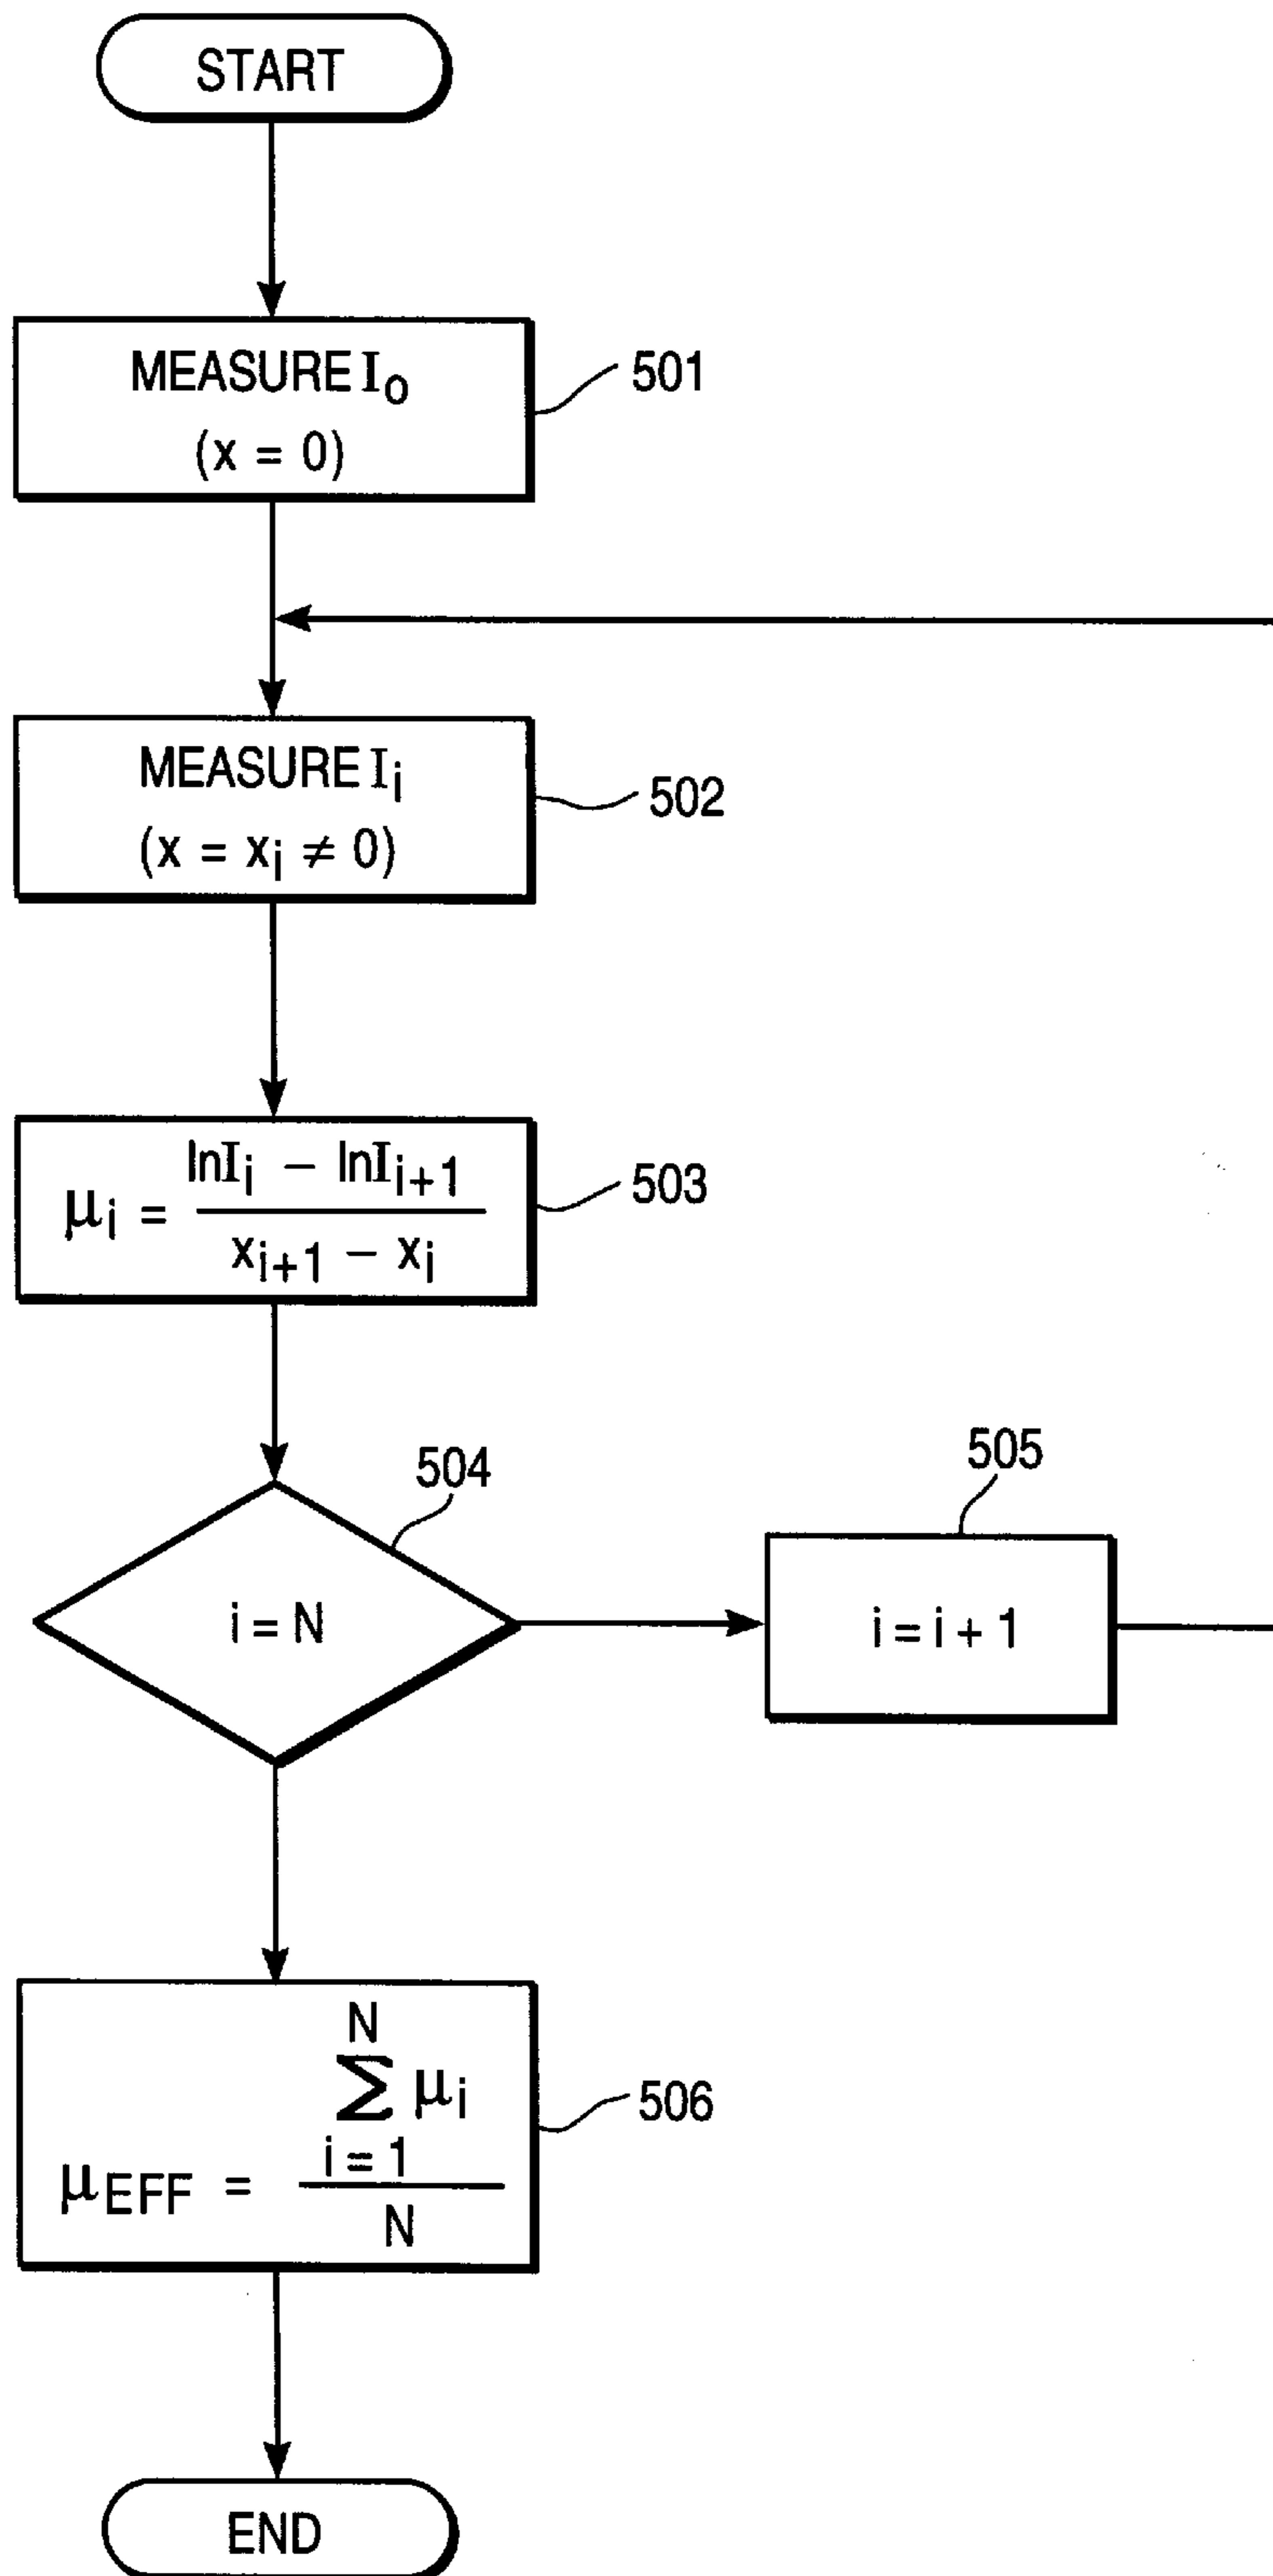 START
MEASURE I₀
(x = 0)
501
MEASURE Iᵢ
(x = xᵢ ≠ 0)
502
μᵢ = (lnIᵢ − lnIᵢ₊₁) / (xᵢ₊₁ − xᵢ)
503
504
i = N
505
i = i + 1
N
∑ μᵢ
i = 1
μEFF =
N
506
END